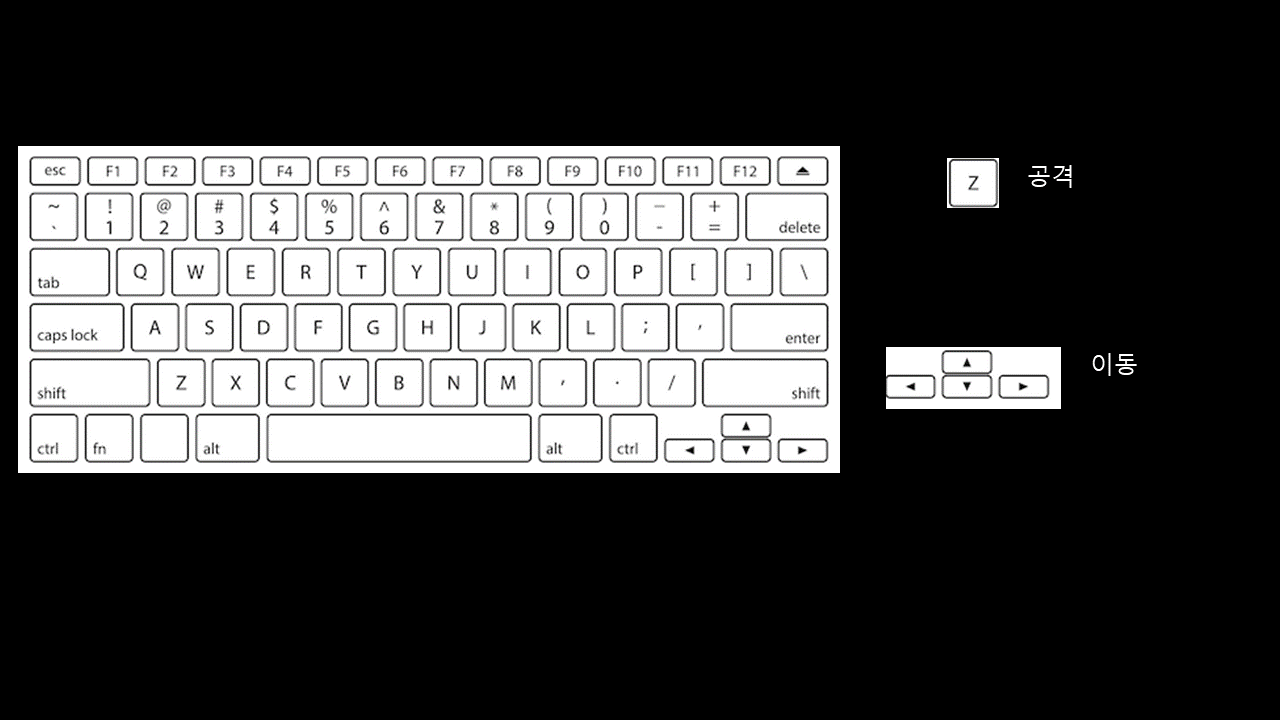 esc F1 F2 F3 F4 F5 F6 F7 F8 F9 F10 F11 F12
~ ! @ # $ % ^ & * ( ) — +
` 1 2 3 4 5 6 7 8 9 0 - = delete
tab Q W E R T Y U I O P [ ] \
caps lock A S D F G H J K L ; ' enter
shift Z X C V B N M , . / shift
ctrl fn alt alt ctrl
Z 공격
이동